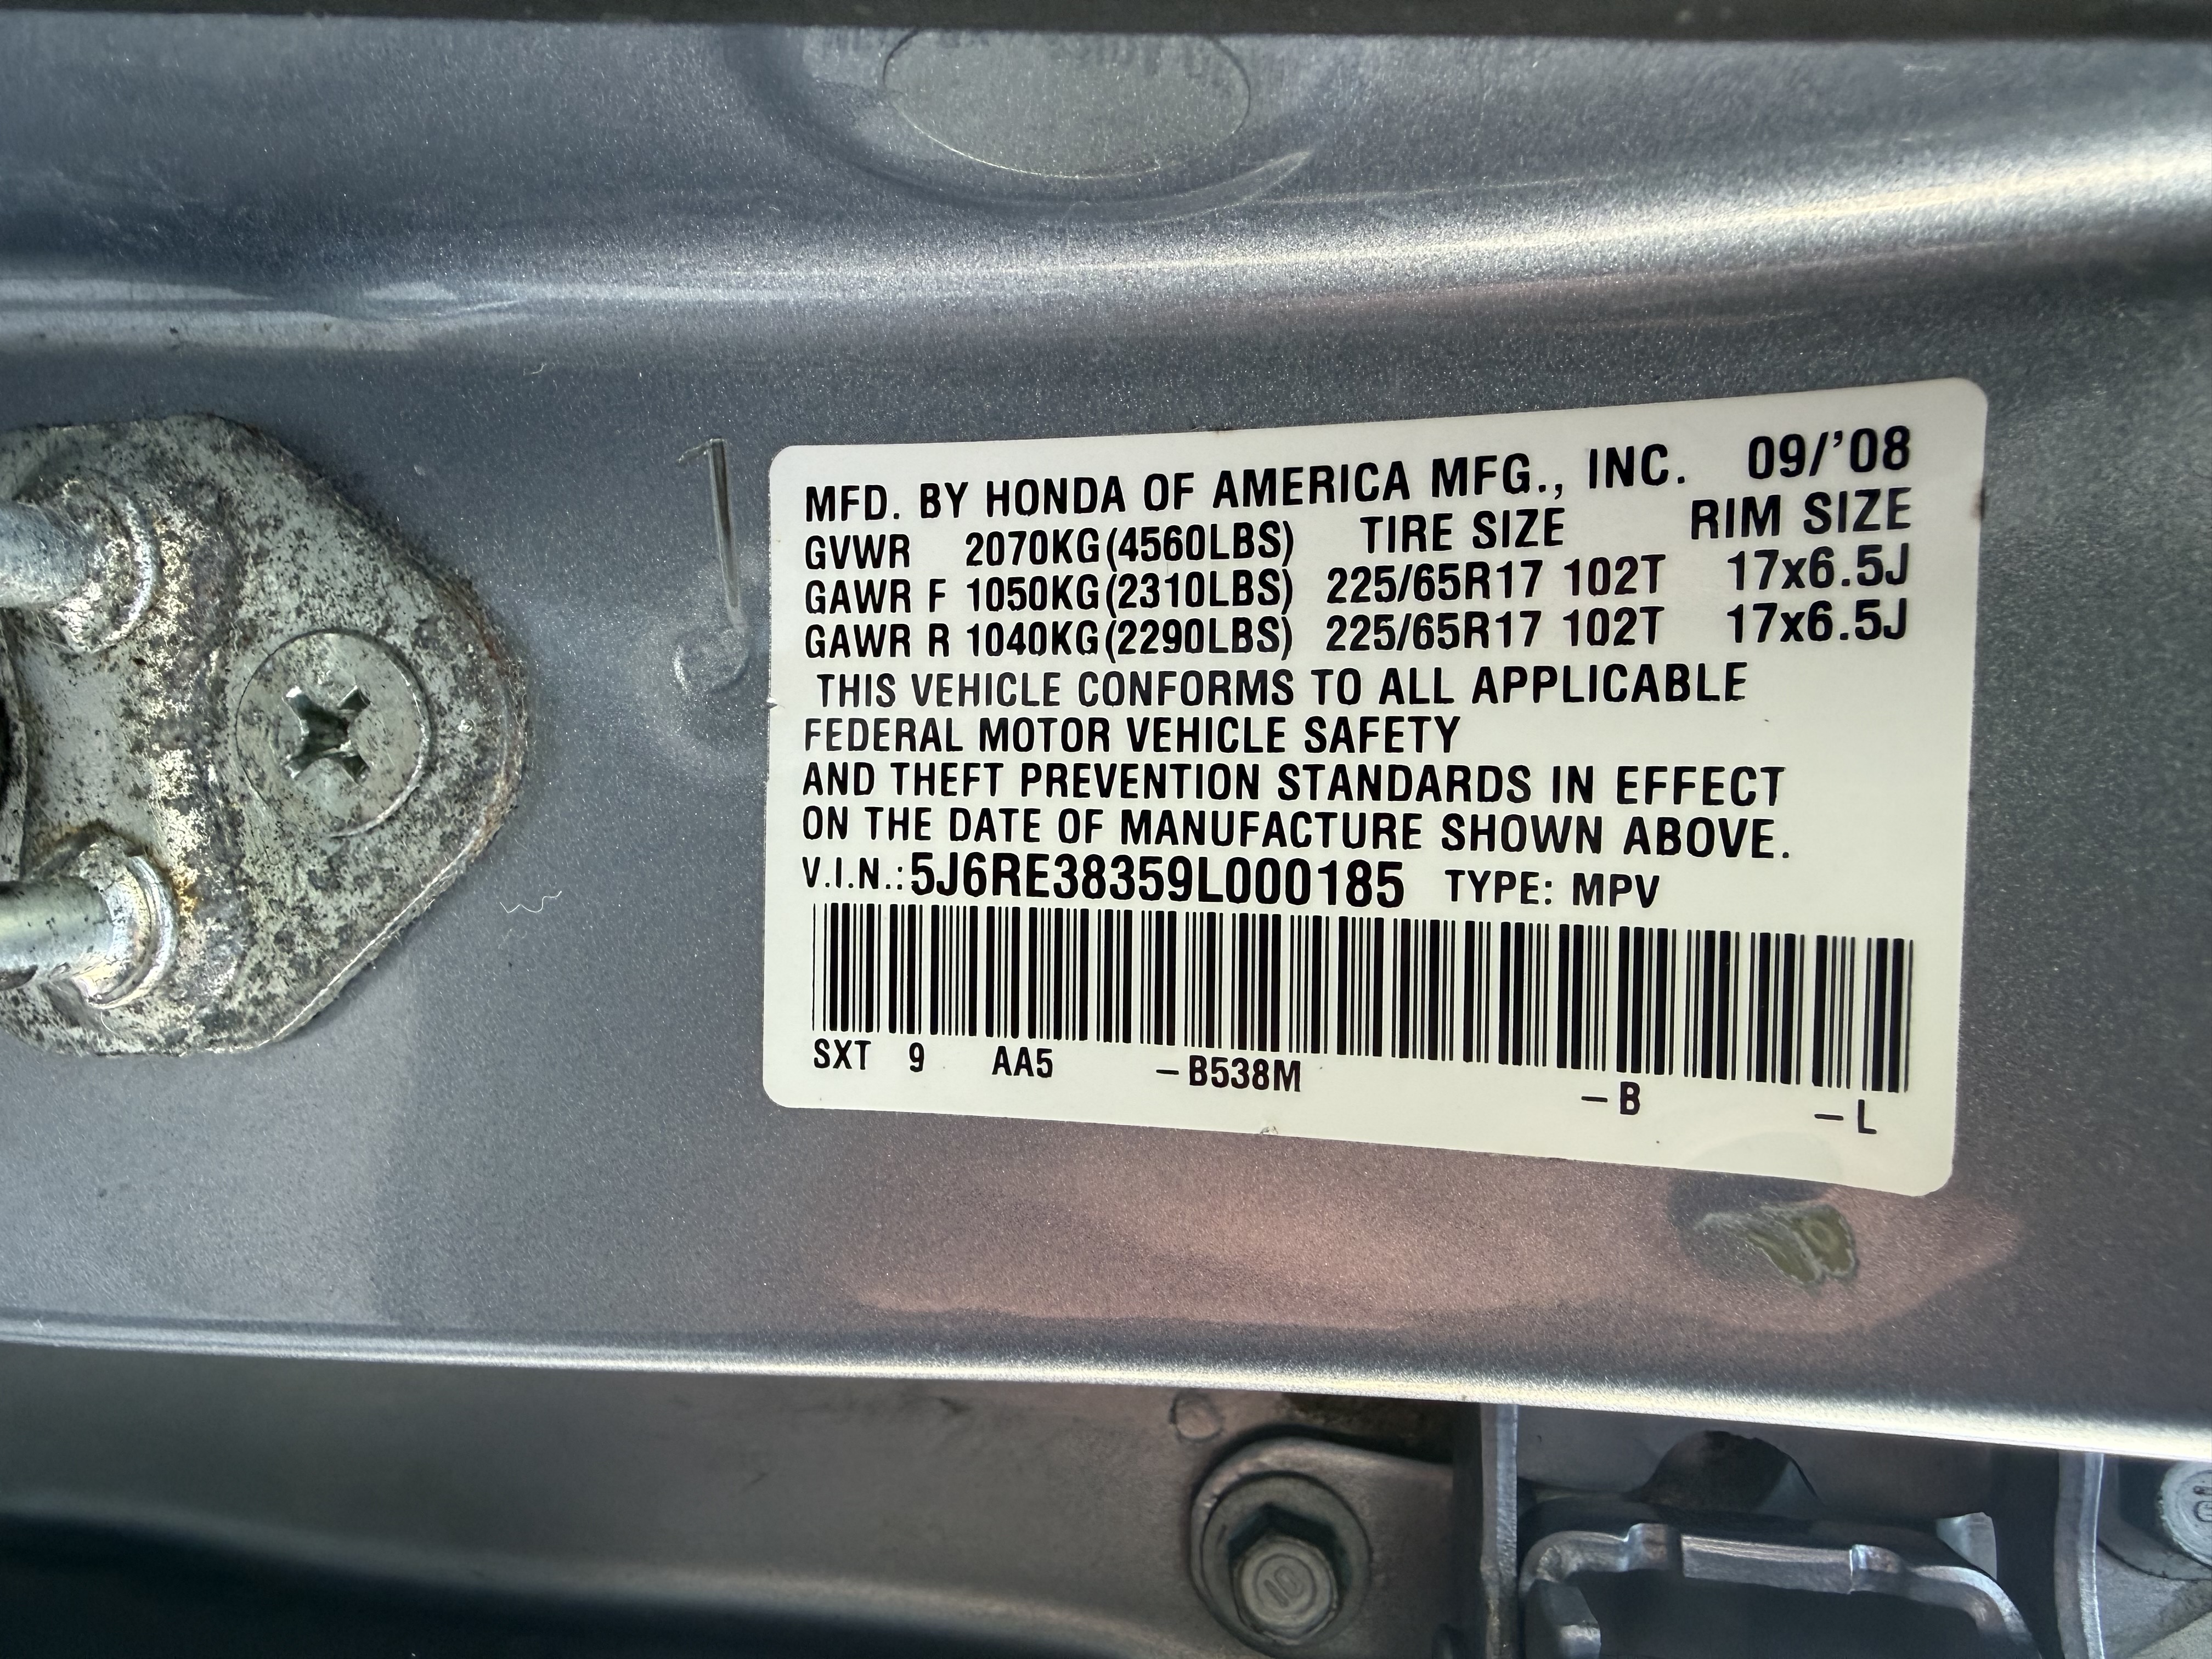 MFD. BY HONDA OF AMERICA MFG., INC. 09/'08
GVWR 2070KG(4560LBS) TIRE SIZE RIM SIZE
GAWR F 1050KG(2310LBS) 225/65R17 102T 17x6.5J
GAWR R 1040KG(2290LBS) 225/65R17 102T 17x6.5J
THIS VEHICLE CONFORMS TO ALL APPLICABLE
FEDERAL MOTOR VEHICLE SAFETY
AND THEFT PREVENTION STANDARDS IN EFFECT
ON THE DATE OF MANUFACTURE SHOWN ABOVE.
V.I.N.:5J6RE38359L000185 TYPE: MPV
SXT 9 AA5 -B538M -B -L
10